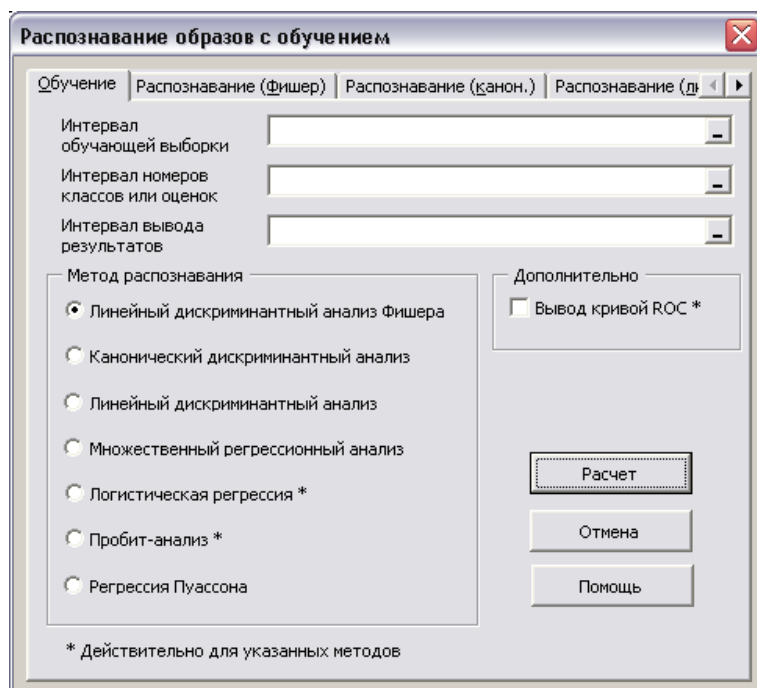 Распознавание образов с обучением
Обучение
Распознавание (Фишер)
Распознавание (канон.)
Распознавание (л
Интервал
обучающей выборки
Интервал номеров
классов или оценок
Интервал вывода
результатов
Метод распознавания
Линейный дискриминантный анализ Фишера
Канонический дискриминантный анализ
Линейный дискриминантный анализ
Множественный регрессионный анализ
Логистическая регрессия *
Пробит-анализ *
Регрессия Пуассона
Дополнительно
Вывод кривой ROC *
Расчет
Отмена
Помощь
* Действительно для указанных методов